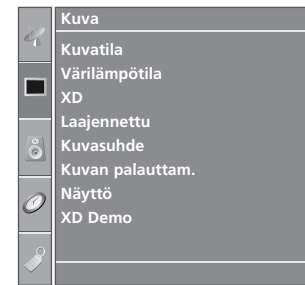 Kuva
Kuvatila
Värilämpötila
XD
Laajennettu
Kuvasuhde
Kuvan palauttam.
Näyttö
XD Demo